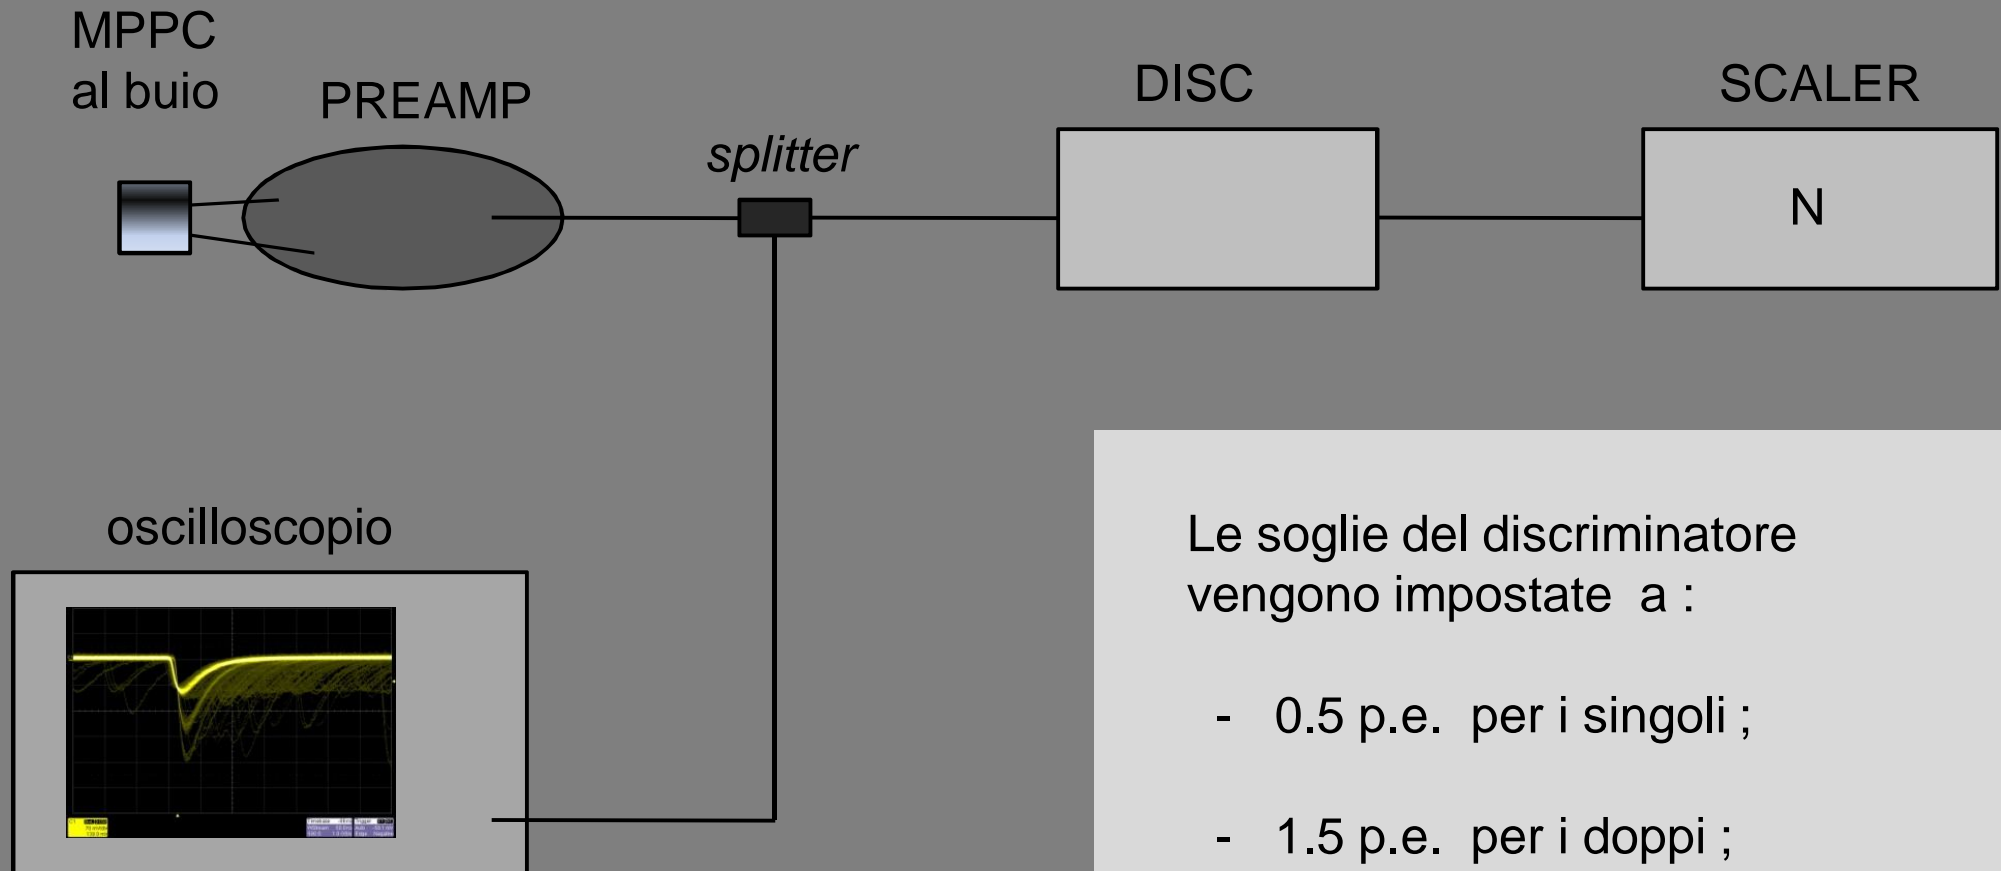 MPPC
al buio
PREAMP
splitter
DISC
SCALER
N
oscilloscopio
Le soglie del discriminatore
vengono impostate a :
- 0.5 p.e. per i singoli ;
- 1.5 p.e. per i doppi ;